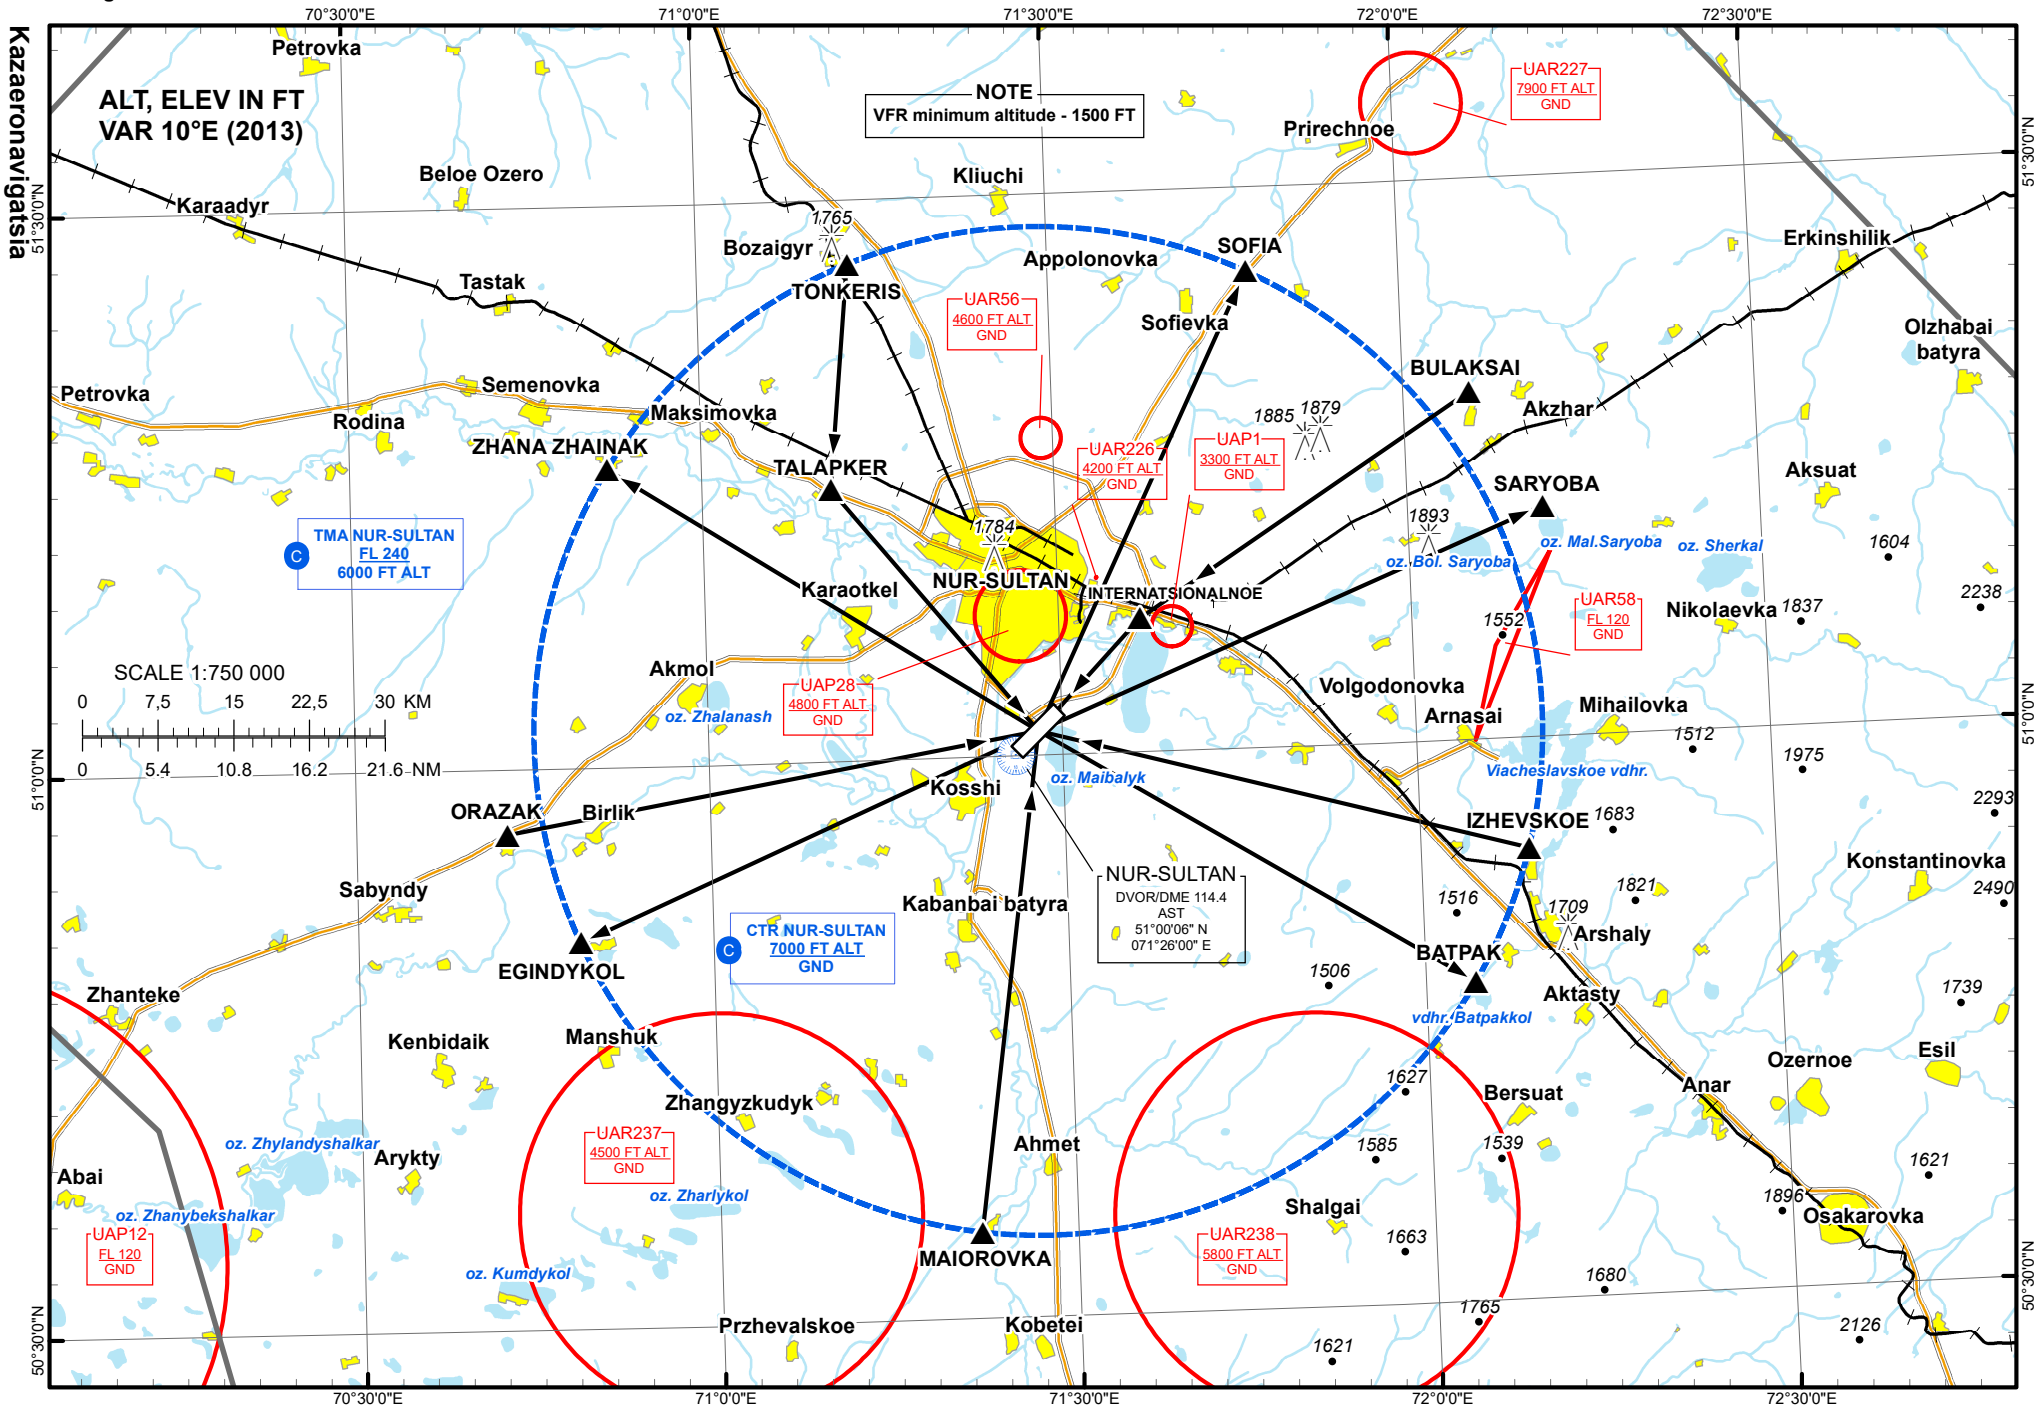 70°30'0"E
71°0'0"E
71°30'0"E
72°0'0"E
72°30'0"E
Kazaeronavigatsia
ALT, ELEV IN FT
VAR 10°E (2013)
NOTE
VFR minimum altitude - 1500 FT
UAR227
7900 FT ALT
GND
Petrovka
Prirechnoe
51°30'0"N
Beloe Ozero
Kliuchi
51°30'0"N
Karaadyr
1765
Bozaigyr
SOFIA
Appolonovka
Erkinshilik
Tastak
TONKERIS
UAR56
4600 FT ALT
GND
Sofievka
Olzhabai
batyra
BULAKSAI
Petrovka
Semenovka
Rodina
Maksimovka
1885
1879
Akzhar
ZHANA ZHAINAK
TALAPKER
UAR226
4200 FT ALT
GND
UAP1
3300 FT ALT
GND
Aksuat
SARYOBA
1893
1784
TMA NUR-SULTAN
FL 240
6000 FT ALT
C
oz. Mal.Saryoba
oz. Sherkal
1604
oz. Bol. Saryoba
NUR-SULTAN
INTERNATSIONALNOE
Karaotkel
UAR58
FL 120
GND
1552
Nikolaevka
1837
2238
SCALE 1:750 000
0
7.5
15
22,5
30 KM
0
5.4
10.8
16.2
21.6 NM
Akmol
oz. Zhalanash
UAP28
4800 FT ALT
GND
Volgodonovka
Arnasai
Mihailovka
1512
1975
51°0'0"N
51°0'0"N
Viacheslavskoe vdhr.
oz. Maibalyk
Kosshi
ORAZAK
Birlik
IZHEVSKOE
1683
2293
NUR-SULTAN
DVOR/DME 114.4
AST
51°00'06" N
071°26'00" E
Konstantinovka
2490
Sabyndy
Kabanbai batyra
1516
1821
1709
Arshaly
CTR NUR-SULTAN
7000 FT ALT
GND
C
BATPAK
EGINDYKOL
1506
Zhanteke
Aktasty
1739
vdhr. Batpakkol
Manshuk
Kenbidaik
Ozernoe
Esil
1627
Bersuat
Anar
Zhangyzkudyk
UAR237
4500 FT ALT
GND
oz. Zhylandyshalkar
Ahmet
Arykty
1585
1539
1621
Abai
oz. Zharlykol
oz. Zhanybekshalkar
Shalgai
1896
Osakarovka
UAP12
FL 120
GND
UAR238
5800 FT ALT
GND
1663
MAIOROVKA
oz. Kumdykol
1680
50°30'0"N
50°30'0"N
1765
Przhevalskoe
Kobetei
2126
1621
70°30'0"E
71°0'0"E
71°30'0"E
72°0'0"E
72°30'0"E